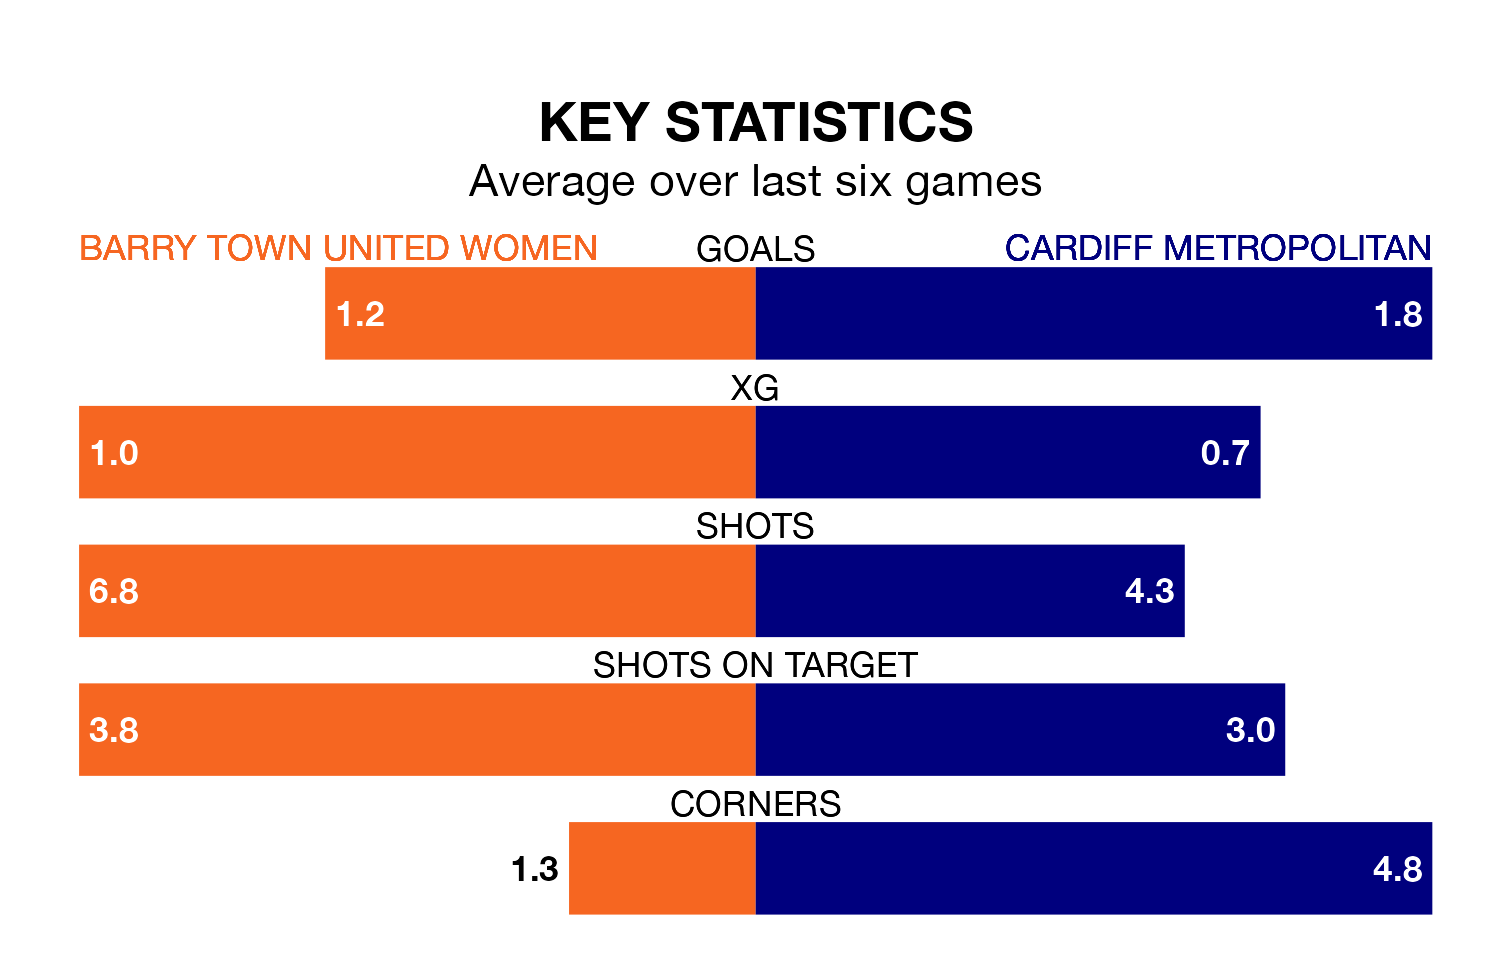 KEY STATISTICS
Average over last six games
BARRY TOWN UNITED WOMEN GOALS CARDIFF METROPOLITAN
1.2 1.8
XG
1.0 0.7
SHOTS
6.8 4.3
SHOTS ON TARGET
3.8 3.0
CORNERS
1.3 4.8